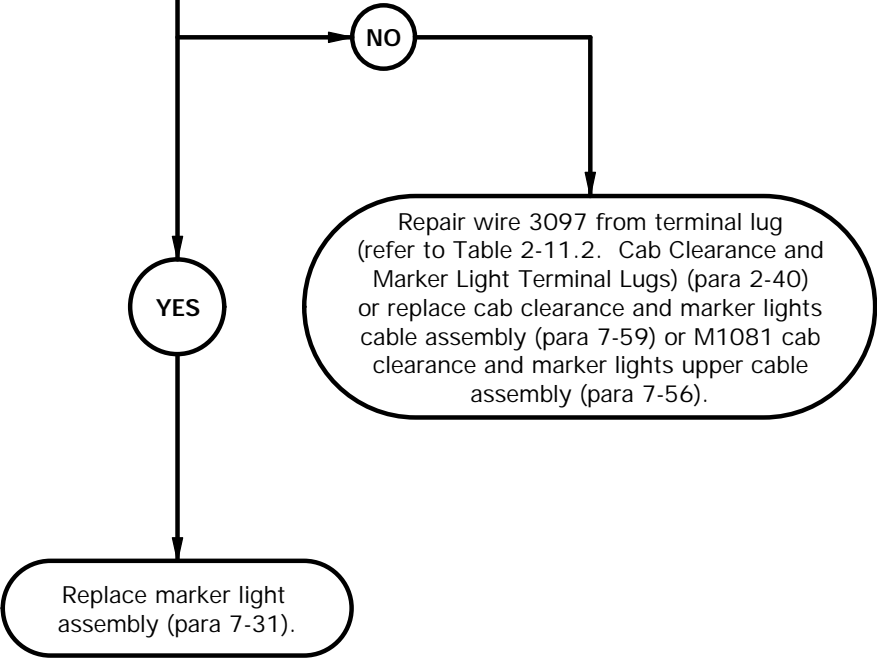 NO
Repair wire 3097 from terminal lug
(refer to Table 2-11.2. Cab Clearance and
Marker Light Terminal Lugs) (para 2-40)
or replace cab clearance and marker lights
cable assembly (para 7-59) or M1081 cab
clearance and marker lights upper cable
assembly (para 7-56).
YES
Replace marker light
assembly (para 7-31).